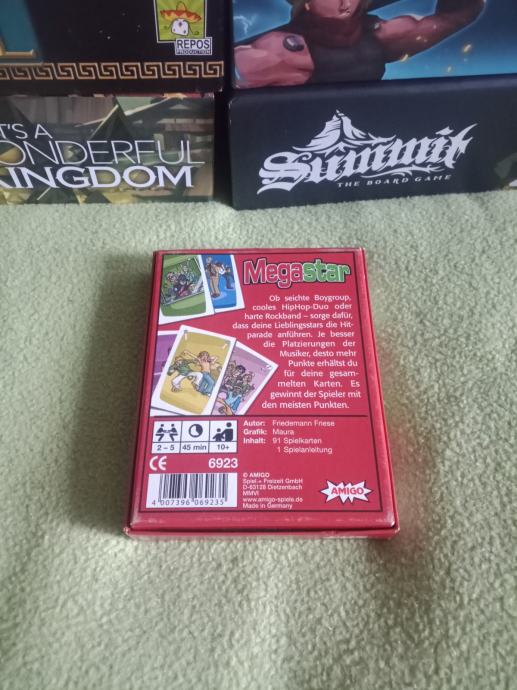 REPOS
PRODUCTION
IT'S A
WONDERFUL
KINGDOM
Summit
THE BOARD GAME
Megastar
Ob seichte Boygroup,
cooles HipHop-Duo oder
harte Rockband – sorge dafür,
dass deine Lieblingsstars die Hit-
parade anführen. Je besser
die Platzierungen der
Musiker, desto mehr
Punkte erhältst du
für deine gesam-
melten Karten. Es
gewinnt der Spieler mit
den meisten Punkten.
2 – 5
45 min
10+
CE
6923
Autor: Friedemann Friese
Grafik: Maura
Inhalt: 91 Spielkarten
1 Spielanleitung
© AMIGO
Spiel + Freizeit GmbH
D-63128 Dietzenbach
MMVI
www.amigo-spiele.de
Made in Germany
4 007396 069235
AMIGO